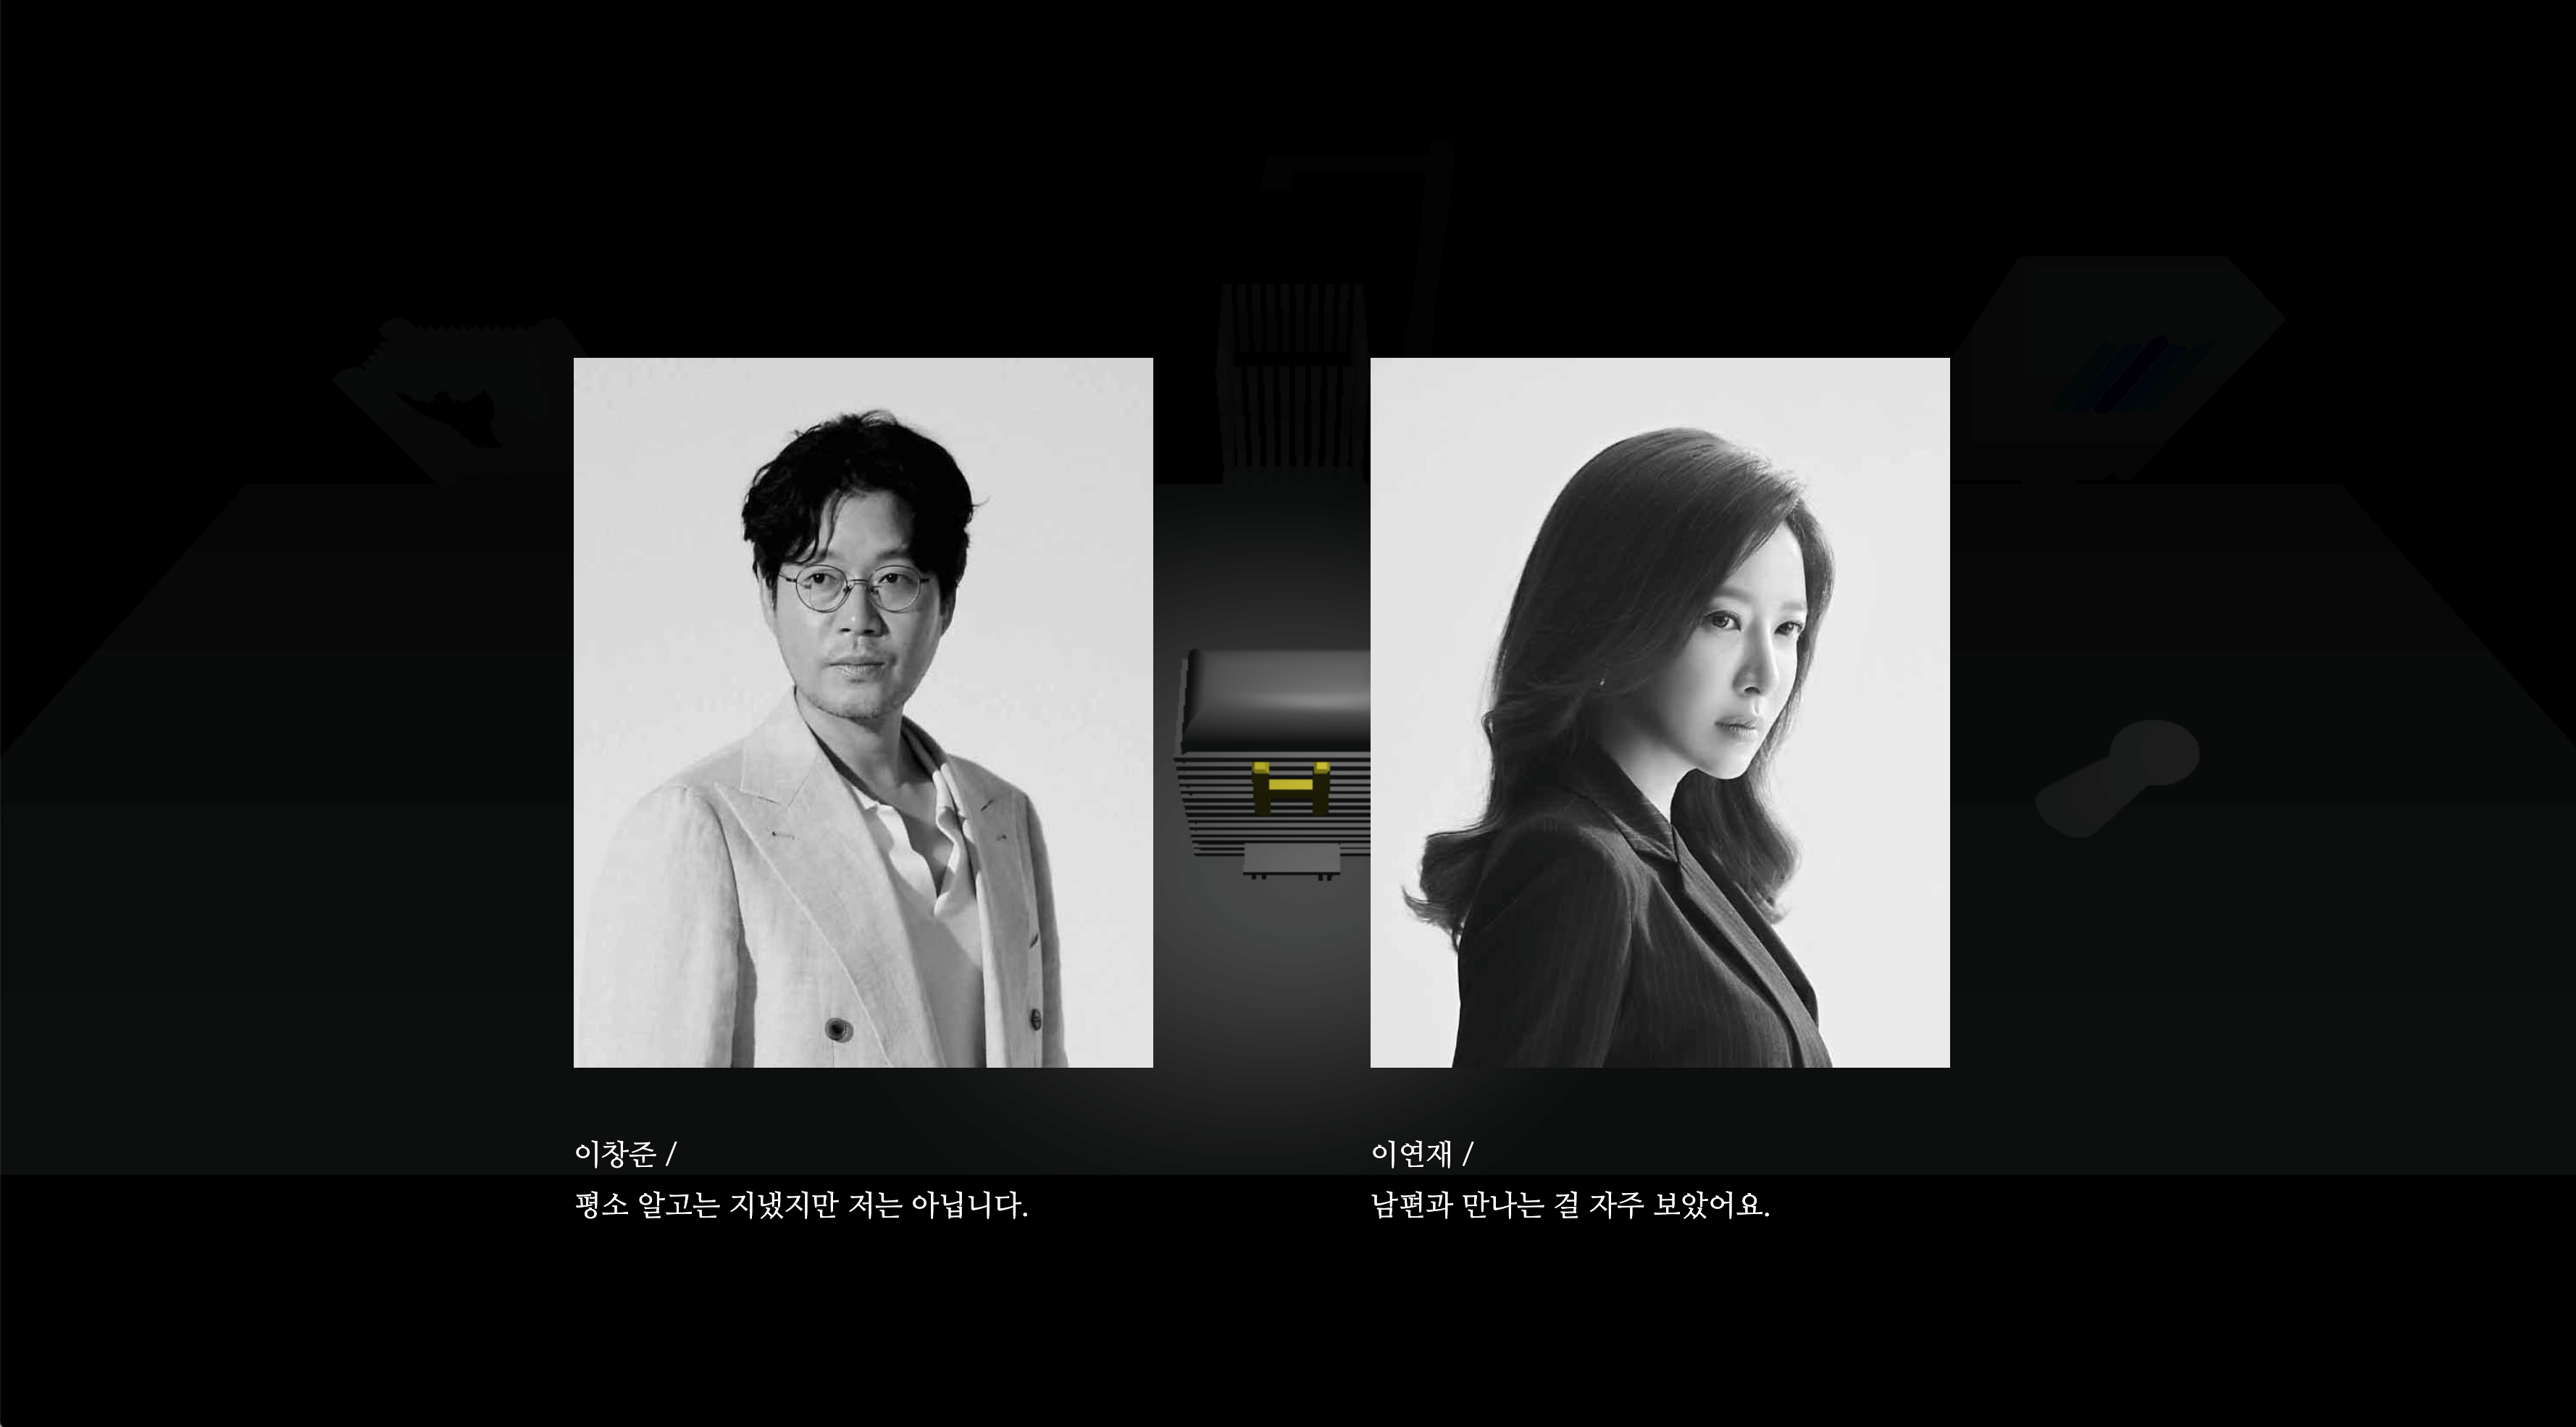 이창준 /
평소 알고는 지냈지만 저는 아닙니다.
이연재 /
남편과 만나는 걸 자주 보았어요.